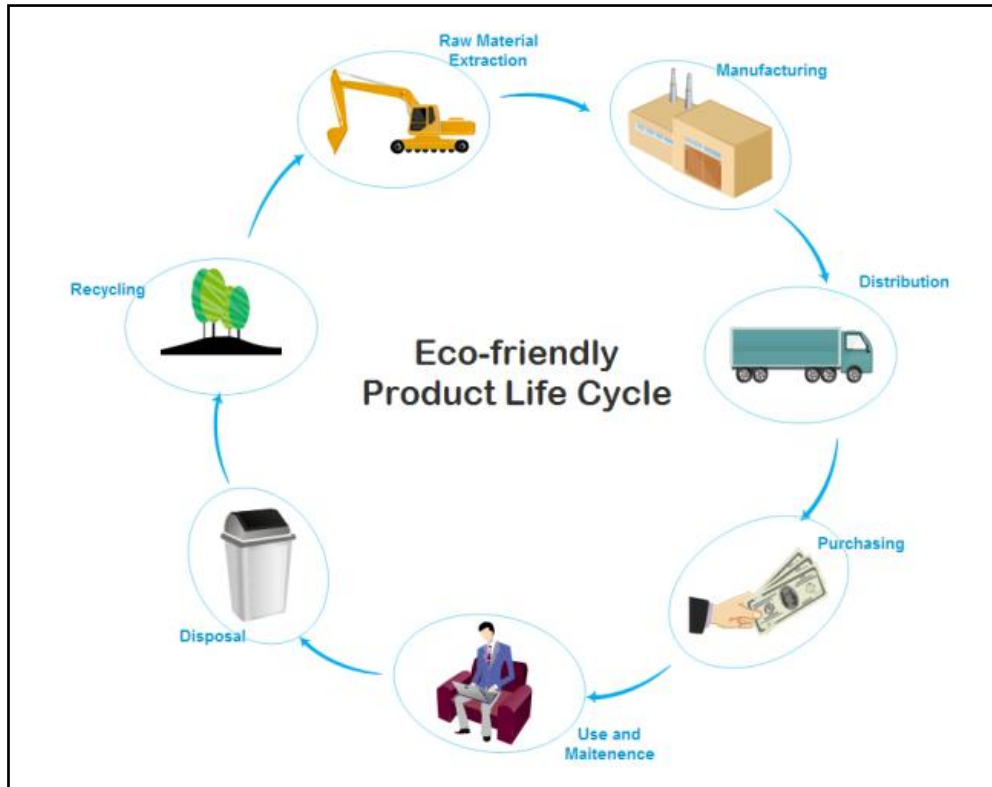 Raw Material
Extraction
Manufacturing
Distribution
Purchasing
Use and
Maitenence
Disposal
Recycling
Eco-friendly
Product Life Cycle